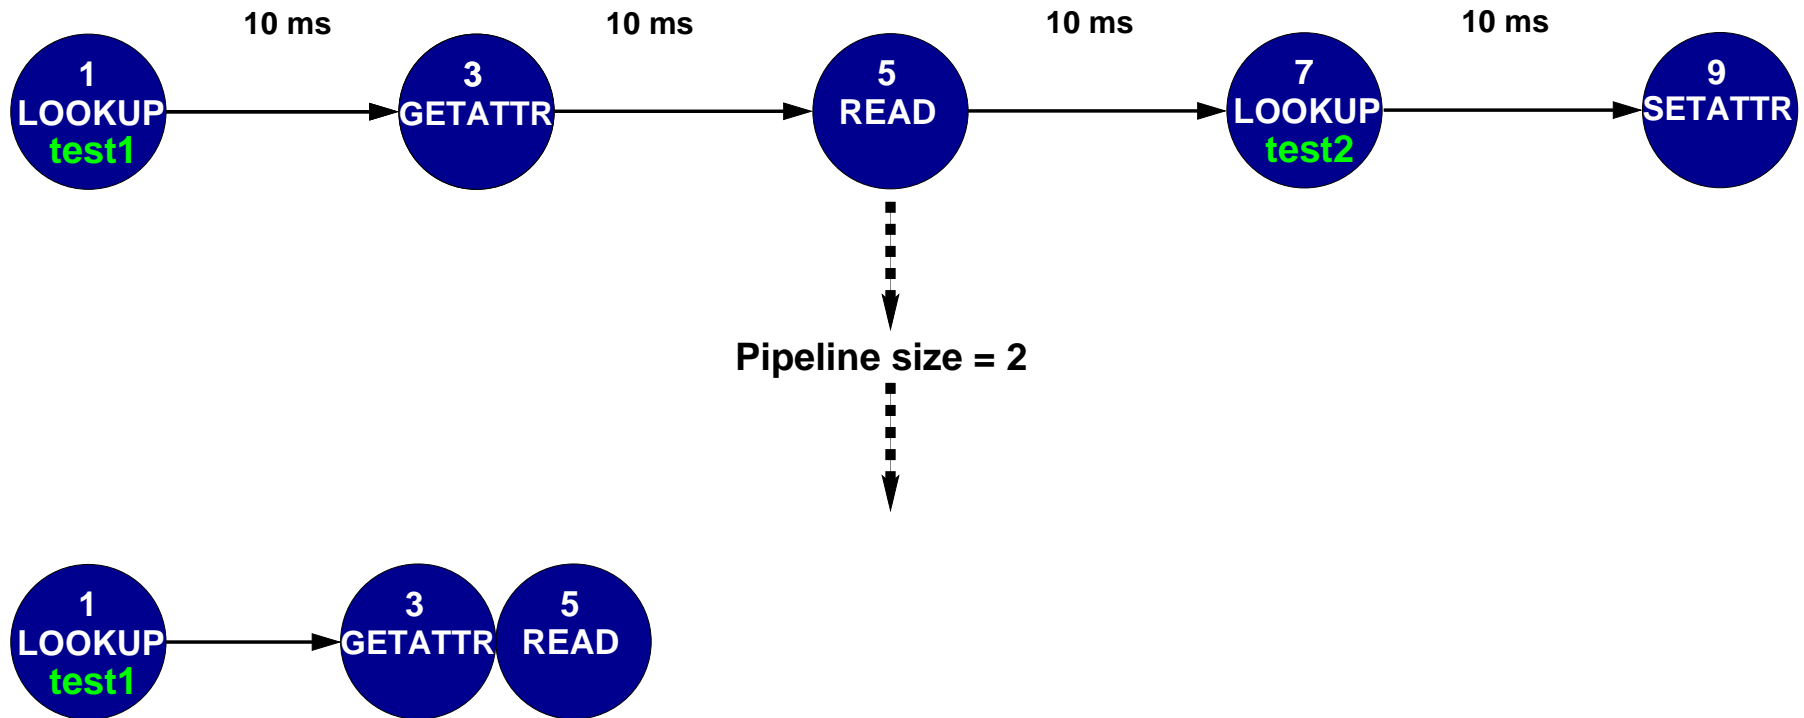 10 ms
10 ms
10 ms
10 ms
1
LOOKUP
test1
3
GETATTR
5
READ
7
LOOKUP
test2
9
SETATTR
Pipeline size = 2
1
LOOKUP
test1
3
GETATTR
5
READ